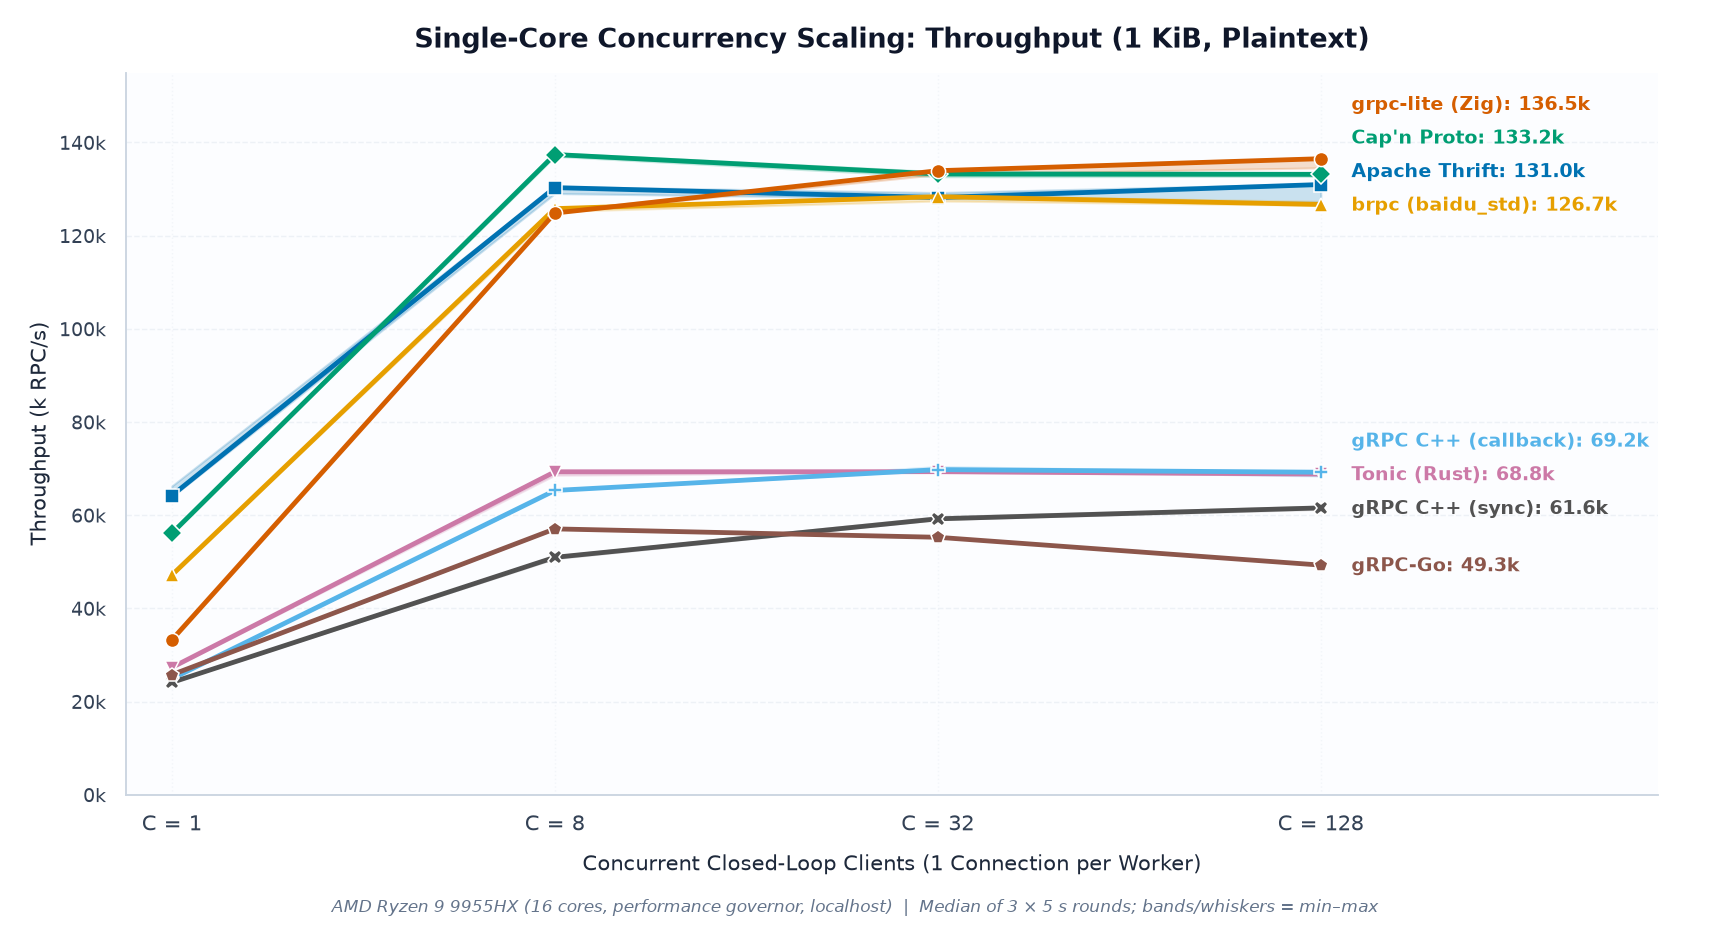 Single-Core Concurrency Scaling: Throughput (1 KiB, Plaintext)
Throughput (k RPC/s)
140k
120k
100k
80k
60k
40k
20k
0k
grpc-lite (Zig): 136.5k
Cap'n Proto: 133.2k
Apache Thrift: 131.0k
brpc (baidu_std): 126.7k
gRPC C++ (callback): 69.2k
Tonic (Rust): 68.8k
gRPC C++ (sync): 61.6k
gRPC-Go: 49.3k
C = 1
C = 8
C = 32
C = 128
Concurrent Closed-Loop Clients (1 Connection per Worker)
AMD Ryzen 9 9955HX (16 cores, performance governor, localhost) | Median of 3 × 5 s rounds; bands/whiskers = min–max